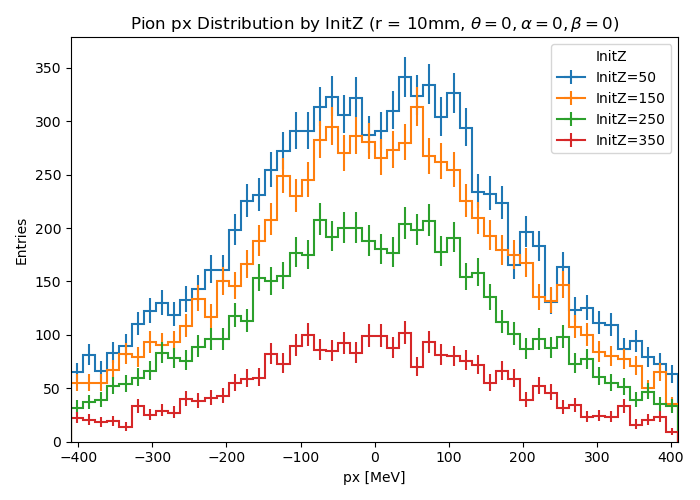 Pion px Distribution by InitZ (r = 10mm, θ = 0, α = 0, β = 0)
InitZ
InitZ=50
InitZ=150
InitZ=250
InitZ=350
Entries
350
300
250
200
150
100
50
0
−400 −300 −200 −100 0 100 200 300 400
px [MeV]